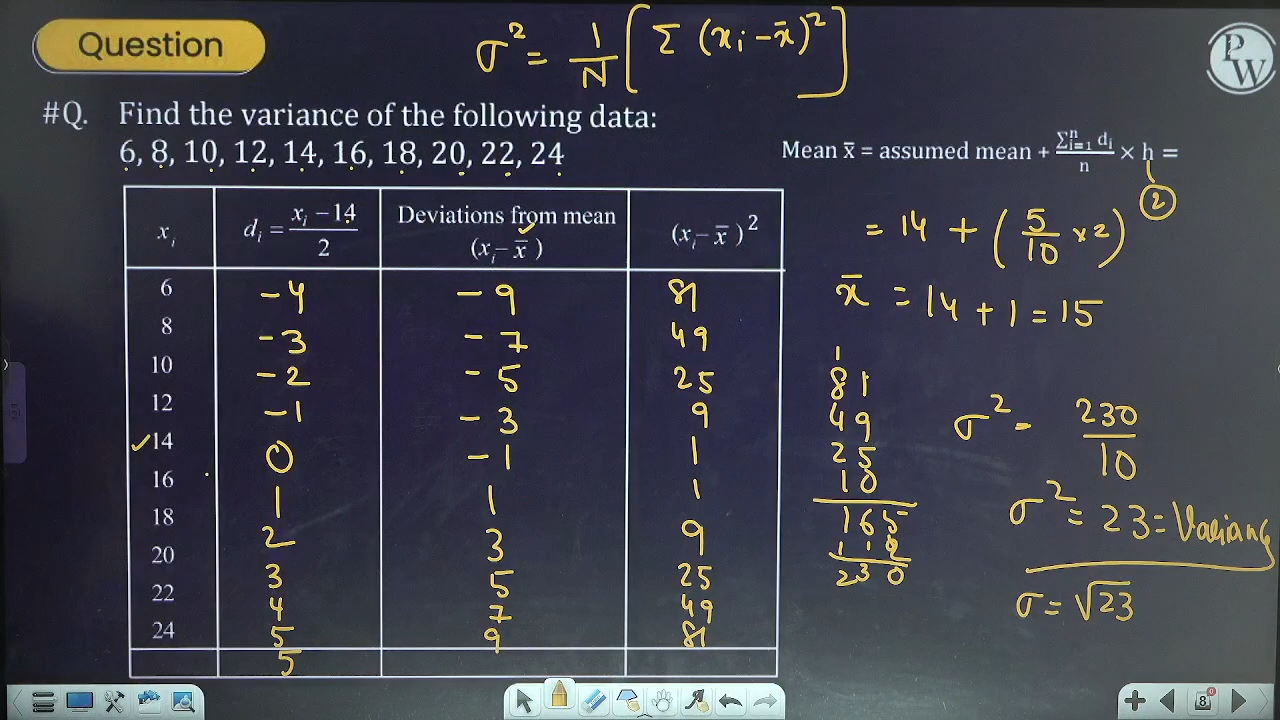 Question
σ² = 1/N [Σ (xᵢ – x̄)²]
PW
#Q. Find the variance of the following data:
6, 8, 10, 12, 14, 16, 18, 20, 22, 24
Mean x̄ = assumed mean + Σⁿᵢ₌₁ dᵢ / n × h =
2
xᵢ dᵢ = (xᵢ – 14)/2 Deviations from mean (xᵢ– x̄) (xᵢ– x̄)²
6 –4 –9 81
8 –3 –7 49
10 –2 –5 25
12 –1 –3 9
14 0 –1 1
16 1 1 1
18 2 3 9
20 3 5 25
22 4 7 49
24 5 9 81
5
= 14 + (5/10 ×2)
x̄ = 14 + 1 = 15
1
81
49
25
10
165
230
σ² = 230/10
σ² = 23 = Variance
σ = √23
8